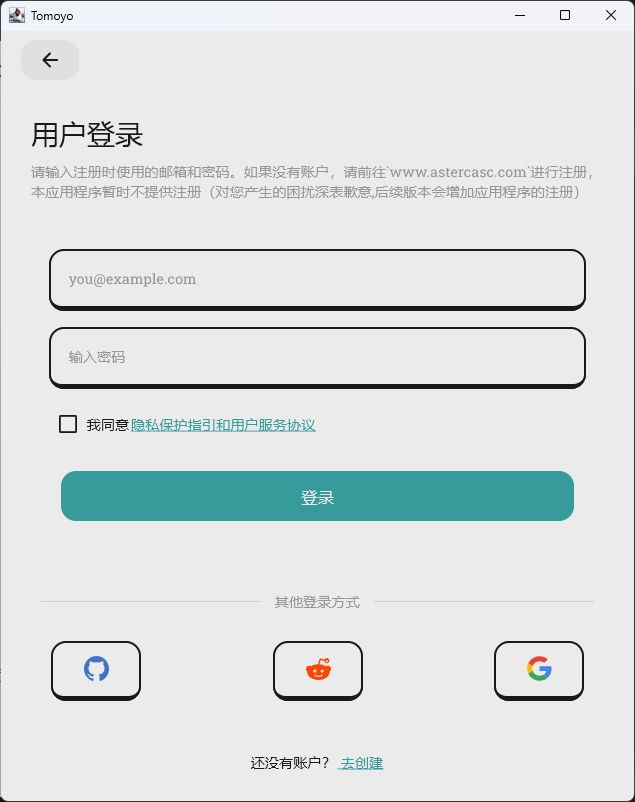 Tomoyo
用户登录
请输入注册时使用的邮箱和密码。如果没有账户，请前往`www.astercasc.com`进行注册，
本应用程序暂时不提供注册（对您产生的困扰深表歉意,后续版本会增加应用程序的注册）
you@example.com
输入密码
我同意隐私保护指引和用户服务协议
登录
其他登录方式
还没有账户？ 去创建